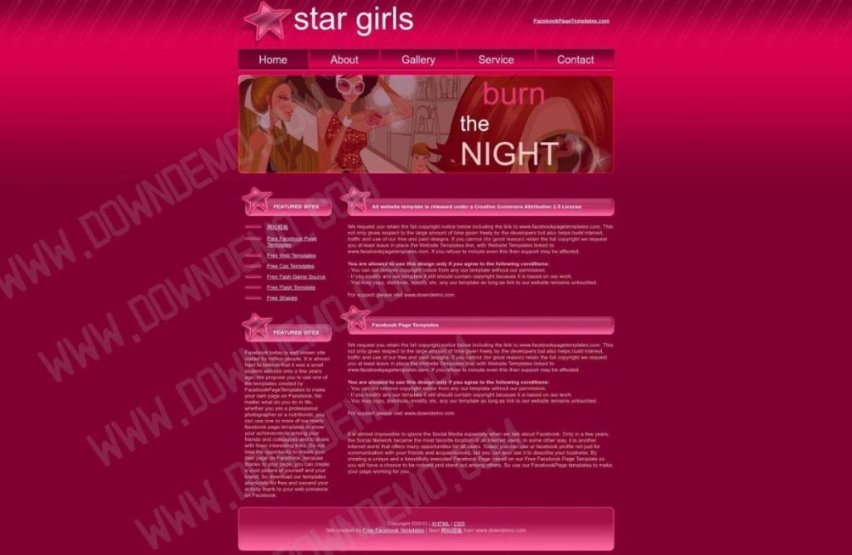 star girls
FacebookPageTemplates.com
Home About Gallery Service Contact
burn
the
NIGHT
FEATURED SITES
网站模板
Free Facebook Page
Templates
Free Web Templates
Free Css Templates
Free Flash Game Source
Free Flash Template
Free Shapes
All website template is released under a Creative Commons Attribution 2.5 License
We request you retain the full copyright notice below including the link to www.facebookpagetemplates.com. This
not only gives respect to the large amount of time given freely by the developers but also helps build interest,
traffic and use of our free and paid designs. If you cannot (for good reason) retain the full copyright we request
you at least leave in place the Website Templates line, with Website Templates linked to
www.facebookpagetemplates.com. If you refuse to include even this then support may be affected.
You are allowed to use this design only if you agree to the following conditions:
- You can not remove copyright notice from any our template without our permission.
- If you modify any our template it still should contain copyright because it is based on our work.
- You may copy, distribute, modify, etc. any our template as long as link to our website remains untouched.
For support please visit www.downdemo.com
FEATURED SITES
Facebook today is well known site
visited by million people. It is almost
hard to believe that it was a small
student website only a few years
ago. We propose you to use one of
the templates created by
FacebookPageTemplates to make
your own page on Facebook. No
matter what do you do in life,
whether you are a professional
photographer or a nutritionist, you
can use one or more of our ready
facebook page templates to show
your achievements among your
friends and colleagues and to share
with them interesting links. Do not
lose the opportunity to create your
own page on Facebook, because
thanks to your page, you can create
a vivid picture of yourself and your
brand. So download our templates
absolutely for free and expand your
activity thank to your web presence
on Facebook.
Facebook Page Templates
We request you retain the full copyright notice below including the link to www.facebookpagetemplates.com. This
not only gives respect to the large amount of time given freely by the developers but also helps build interest,
traffic and use of our free and paid designs. If you cannot (for good reason) retain the full copyright we request
you at least leave in place the Website Templates line, with Website Templates linked to
www.facebookpagetemplates.com. If you refuse to include even this then support may be affected.
You are allowed to use this design only if you agree to the following conditions:
- You can not remove copyright notice from any our template without our permission.
- If you modify any our template it still should contain copyright because it is based on our work.
- You may copy, distribute, modify, etc. any our template as long as link to our website remains untouched.
For support please visit www.downdemo.com
It is almost impossible to ignore the Social Media especially when we talk about Facebook. Only in a few years,
the Social Network became the most favorite location of all internet users. In some other way, it is another
internet world that offers many opportunities for all users. Today, you can use or facebook profile not just for
communication with your friends and acquaintances, but you can also use it to describe your business. By
creating a unique and a beautifully executed Facebook Page based on our Free Facebook Page Template so
you will have a chance to be noticed and stand out among others. So use our FacebookPage templates to make
your page working for you.
Copyright ©2010 | XHTML | CSS
Site created by Free Facebook Templates | Best 网站模板 from www.downdemo.com
WWW.DOWNDEMO.COM
WWW.DOWNDEMO.COM
WWW.DOWNDEMO.COM
WWW.DOWNDEMO.COM